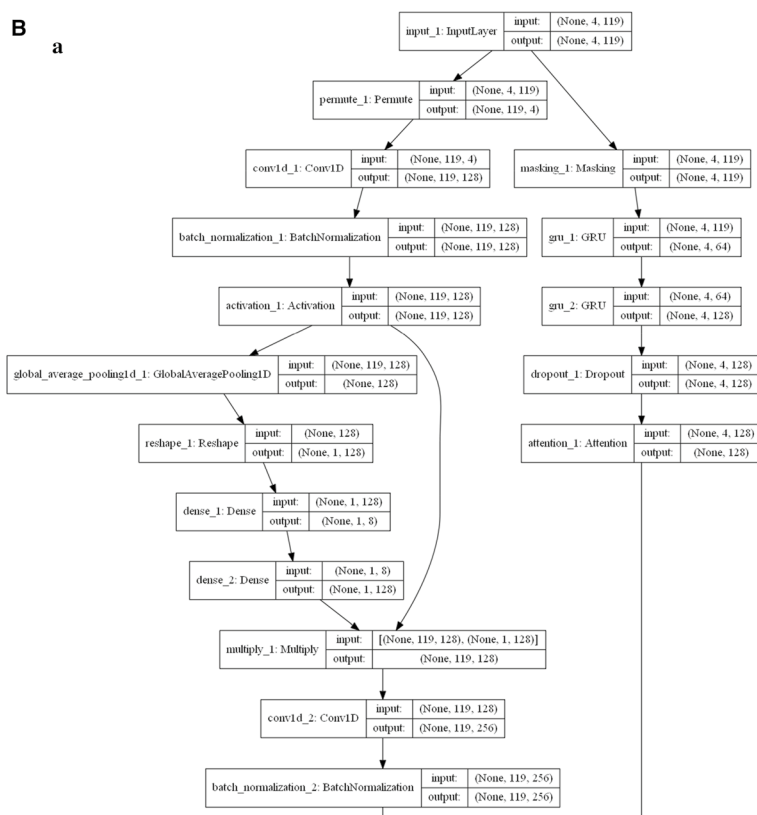 B
a
input_1: InputLayer
input: (None, 4, 119)
output: (None, 4, 119)
permute_1: Permute
input: (None, 4, 119)
output: (None, 119, 4)
conv1d_1: Conv1D
input: (None, 119, 4)
output: (None, 119, 128)
masking_1: Masking
input: (None, 4, 119)
output: (None, 4, 119)
batch_normalization_1: BatchNormalization
input: (None, 119, 128)
output: (None, 119, 128)
gru_1: GRU
input: (None, 4, 119)
output: (None, 4, 64)
activation_1: Activation
input: (None, 119, 128)
output: (None, 119, 128)
gru_2: GRU
input: (None, 4, 64)
output: (None, 4, 128)
global_average_pooling1d_1: GlobalAveragePooling1D
input: (None, 119, 128)
output: (None, 128)
dropout_1: Dropout
input: (None, 4, 128)
output: (None, 4, 128)
reshape_1: Reshape
input: (None, 128)
output: (None, 1, 128)
attention_1: Attention
input: (None, 4, 128)
output: (None, 128)
dense_1: Dense
input: (None, 1, 128)
output: (None, 1, 8)
dense_2: Dense
input: (None, 1, 8)
output: (None, 1, 128)
multiply_1: Multiply
input: [(None, 119, 128), (None, 1, 128)]
output: (None, 119, 128)
conv1d_2: Conv1D
input: (None, 119, 128)
output: (None, 119, 256)
batch_normalization_2: BatchNormalization
input: (None, 119, 256)
output: (None, 119, 256)